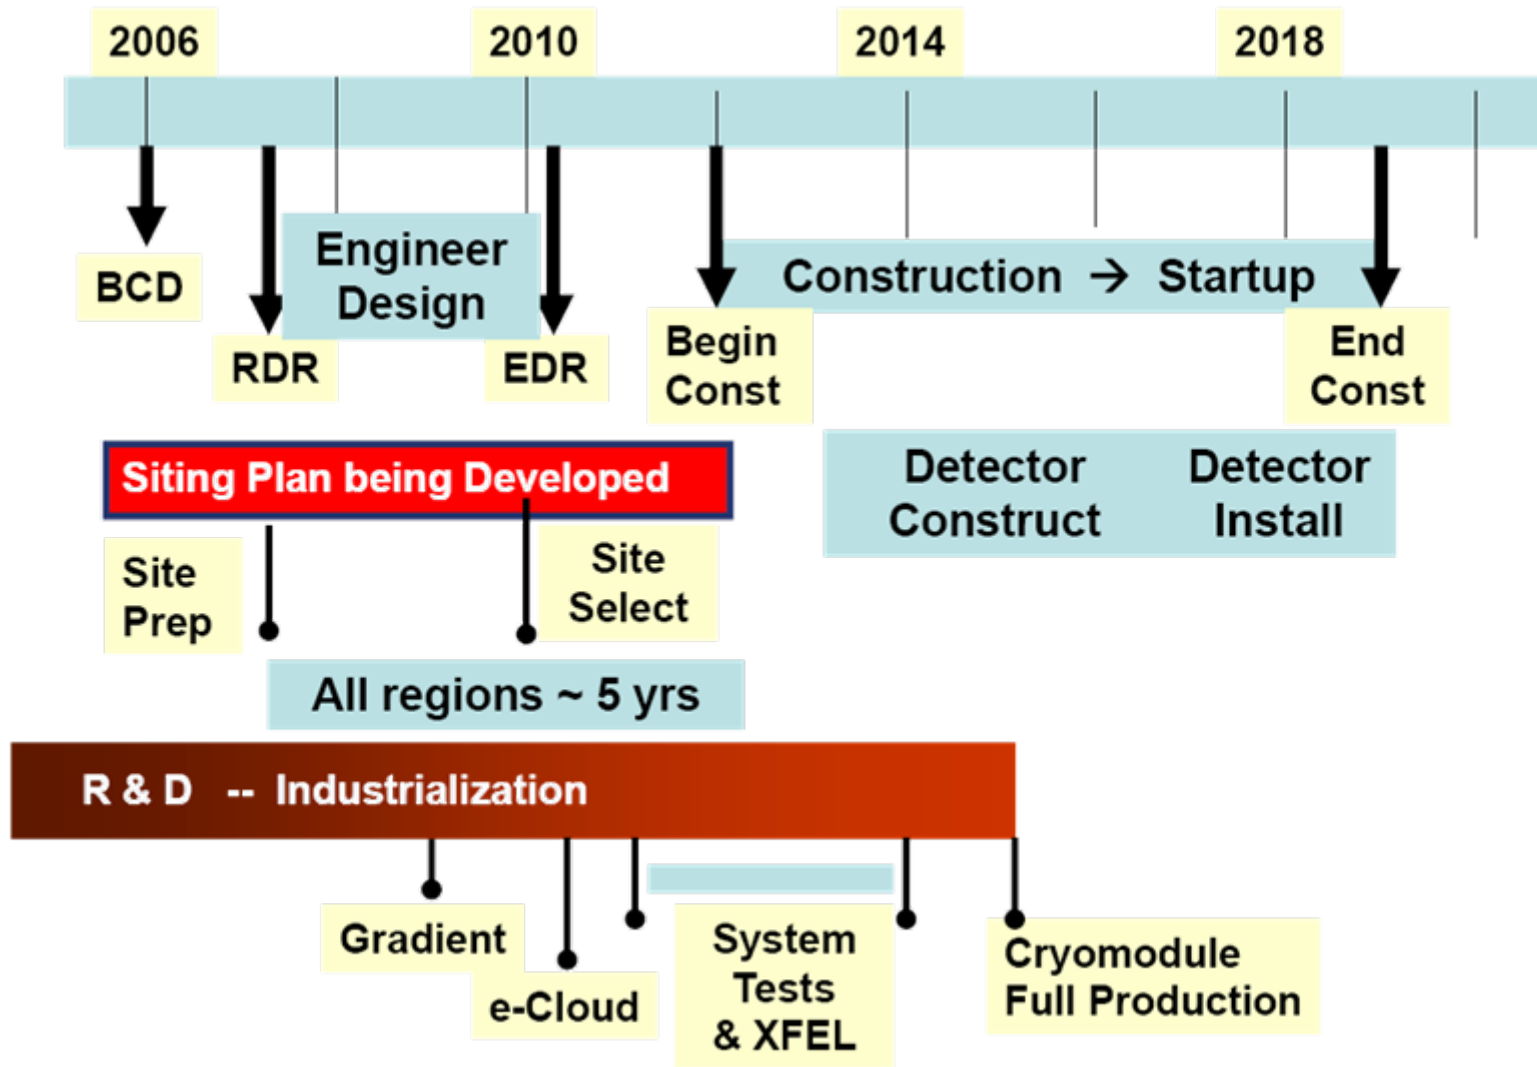 2006
2010
2014
2018
BCD
RDR
Engineer
Design
EDR
Begin
Const
Construction → Startup
End
Const
Siting Plan being Developed
Detector
Construct
Detector
Install
Site
Prep
Site
Select
All regions ~ 5 yrs
R & D -- Industrialization
Gradient
e-Cloud
System
Tests
& XFEL
Cryomodule
Full Production